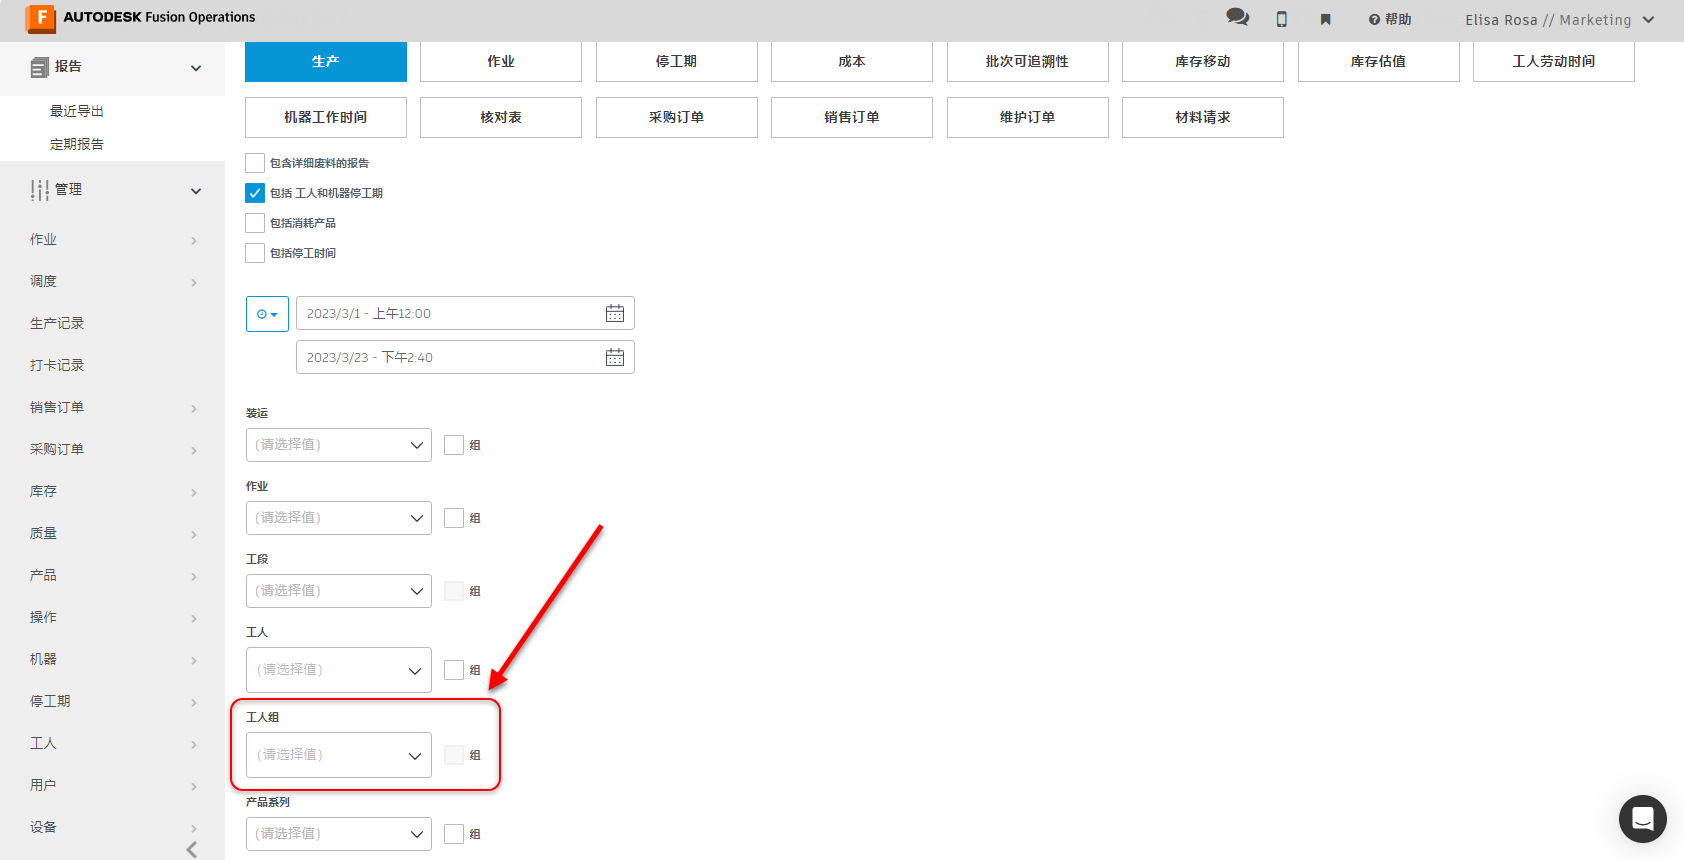 F AUTODESK Fusion Operations
帮助
Elisa Rosa // Marketing
报告
最近导出
定期报告
管理
作业
调度
生产记录
打卡记录
销售订单
采购订单
库存
质量
产品
操作
机器
停工期
工人
用户
设备
生产 作业 停工期 成本 批次可追溯性 库存移动 库存估值 工人劳动时间
机器工作时间 核对表 采购订单 销售订单 维护订单 材料请求
包含详细废料的报告
包括 工人和机器停工期
包括消耗产品
包括停工时间
2023/3/1 - 上午12:00
2023/3/23 - 下午2:40
装运
(请选择值) 组
作业
(请选择值) 组
工段
(请选择值) 组
工人
(请选择值) 组
工人组
(请选择值) 组
产品系列
(请选择值) 组